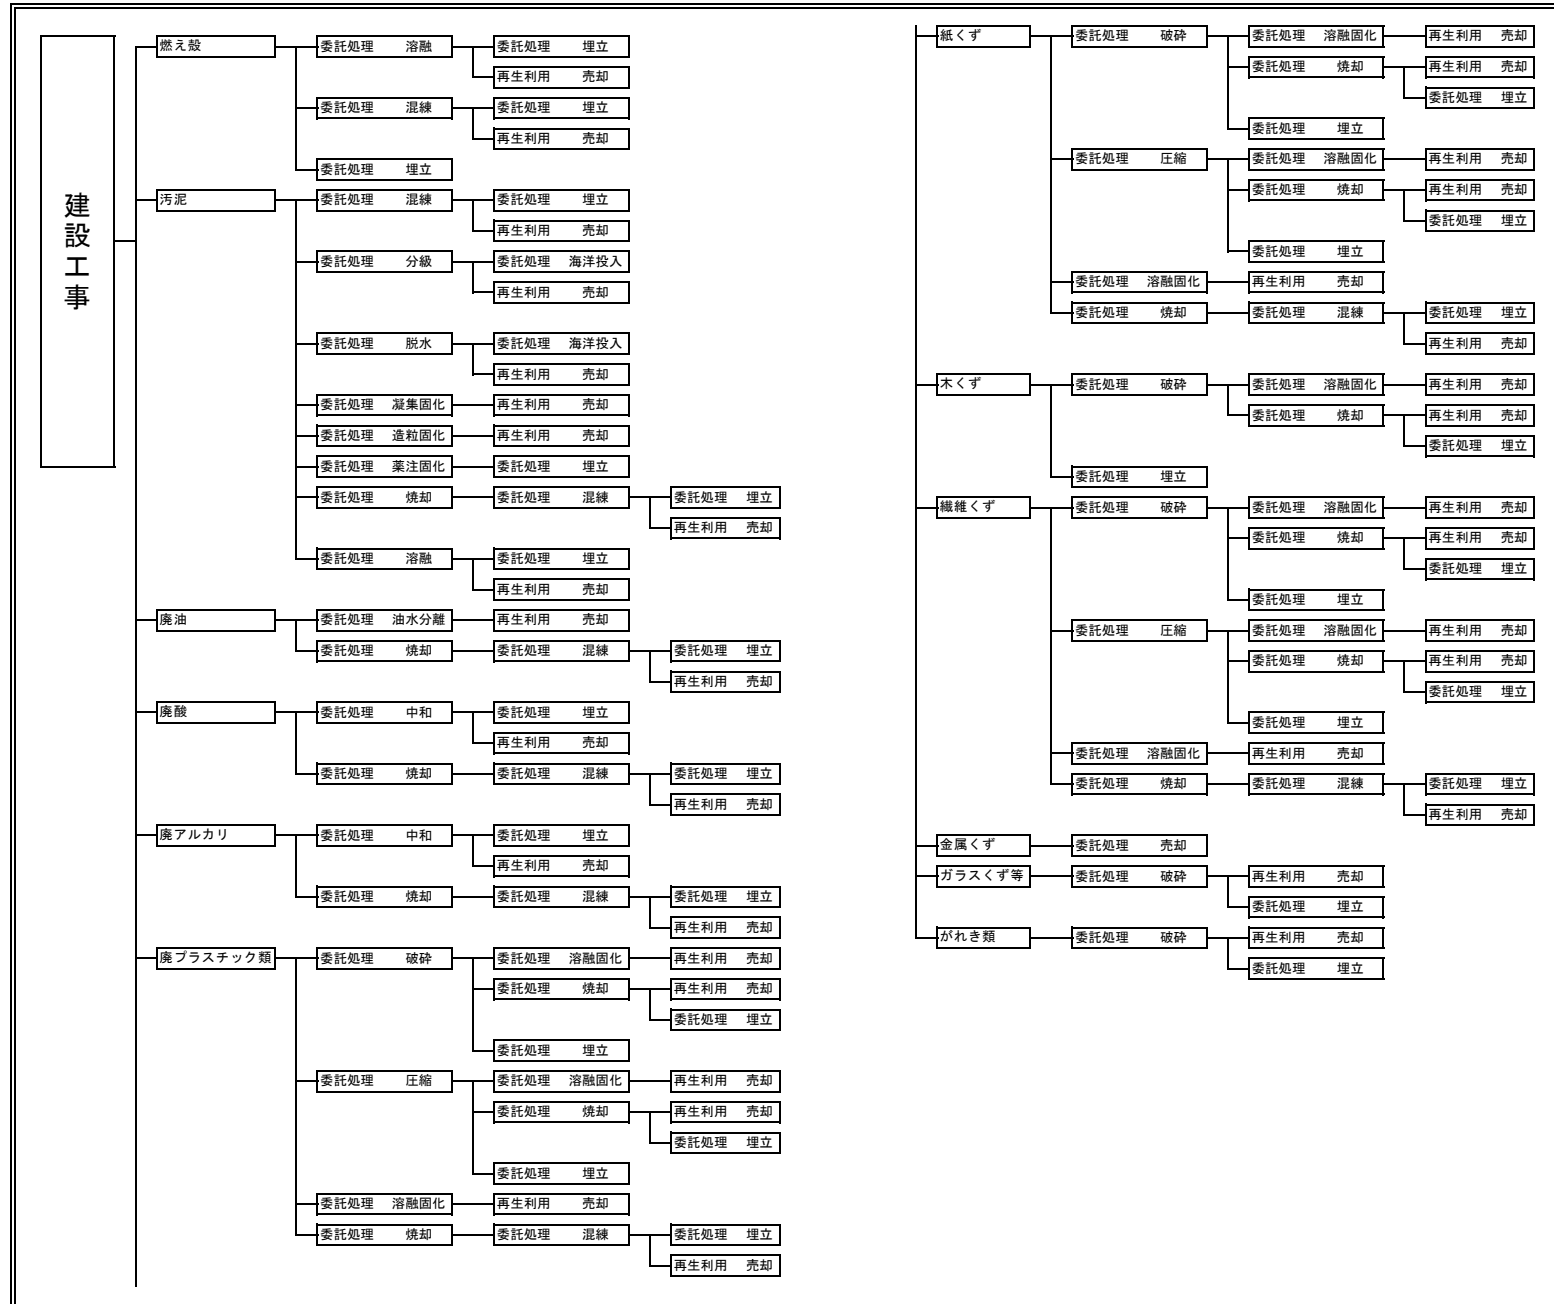 建設工事
燃え殻 委託処理 溶融 委託処理 埋立
再生利用 売却
委託処理 混練 委託処理 埋立
再生利用 売却
委託処理 埋立
汚泥 委託処理 混練 委託処理 埋立
再生利用 売却
委託処理 分級 委託処理 海洋投入
再生利用 売却
委託処理 脱水 委託処理 海洋投入
再生利用 売却
委託処理 凝集固化 再生利用 売却
委託処理 造粒固化 再生利用 売却
委託処理 薬注固化 委託処理 埋立
委託処理 焼却 委託処理 混練 委託処理 埋立
再生利用 売却
委託処理 溶融 委託処理 埋立
再生利用 売却
廃油 委託処理 油水分離 再生利用 売却
委託処理 焼却 委託処理 混練 委託処理 埋立
再生利用 売却
廃酸 委託処理 中和 委託処理 埋立
再生利用 売却
委託処理 焼却 委託処理 混練 委託処理 埋立
再生利用 売却
廃アルカリ 委託処理 中和 委託処理 埋立
再生利用 売却
委託処理 焼却 委託処理 混練 委託処理 埋立
再生利用 売却
廃プラスチック類 委託処理 破砕 委託処理 溶融固化 再生利用 売却
委託処理 焼却 再生利用 売却
委託処理 埋立
委託処理 埋立
委託処理 圧縮 委託処理 溶融固化 再生利用 売却
委託処理 焼却 再生利用 売却
委託処理 埋立
委託処理 埋立
委託処理 溶融固化 再生利用 売却
委託処理 焼却 委託処理 混練 委託処理 埋立
再生利用 売却
紙くず 委託処理 破砕 委託処理 溶融固化 再生利用 売却
委託処理 焼却 再生利用 売却
委託処理 埋立
委託処理 埋立
委託処理 圧縮 委託処理 溶融固化 再生利用 売却
委託処理 焼却 再生利用 売却
委託処理 埋立
委託処理 埋立
委託処理 溶融固化 再生利用 売却
委託処理 焼却 委託処理 混練 委託処理 埋立
再生利用 売却
木くず 委託処理 破砕 委託処理 溶融固化 再生利用 売却
委託処理 焼却 再生利用 売却
委託処理 埋立
委託処理 埋立
繊維くず 委託処理 破砕 委託処理 溶融固化 再生利用 売却
委託処理 焼却 再生利用 売却
委託処理 埋立
委託処理 埋立
委託処理 圧縮 委託処理 溶融固化 再生利用 売却
委託処理 焼却 再生利用 売却
委託処理 埋立
委託処理 埋立
委託処理 溶融固化 再生利用 売却
委託処理 焼却 委託処理 混練 委託処理 埋立
再生利用 売却
金属くず 委託処理 売却
ガラスくず等 委託処理 破砕 再生利用 売却
委託処理 埋立
がれき類 委託処理 破砕 再生利用 売却
委託処理 埋立